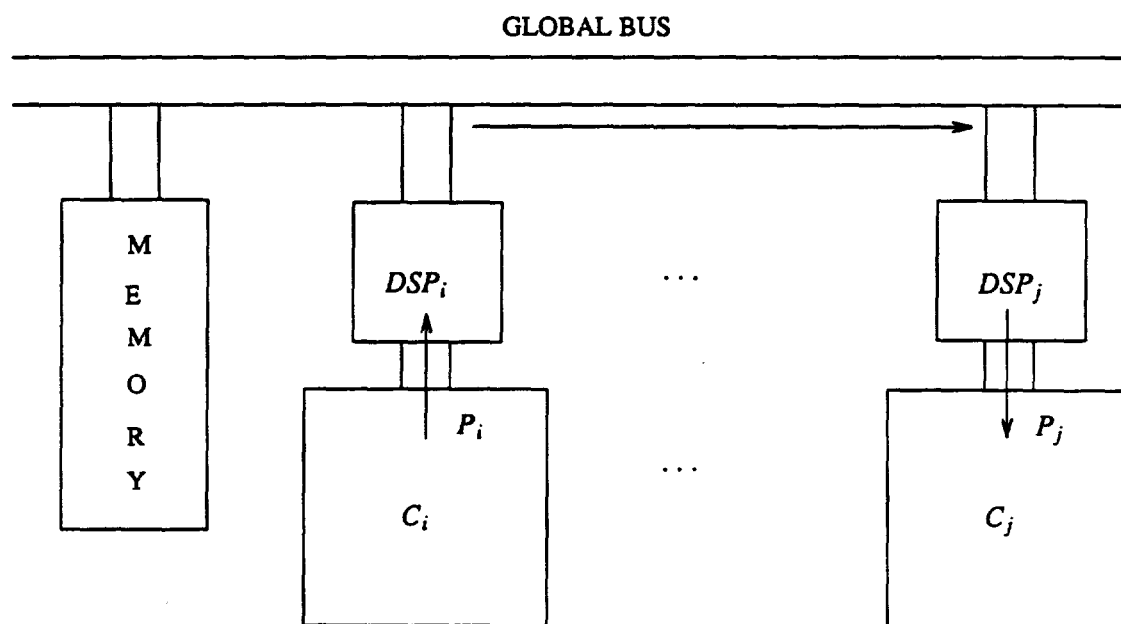 GLOBAL BUS
M
E
M
O
R
Y
DSP_i
...
DSP_j
P_i
P_j
...
C_i
C_j